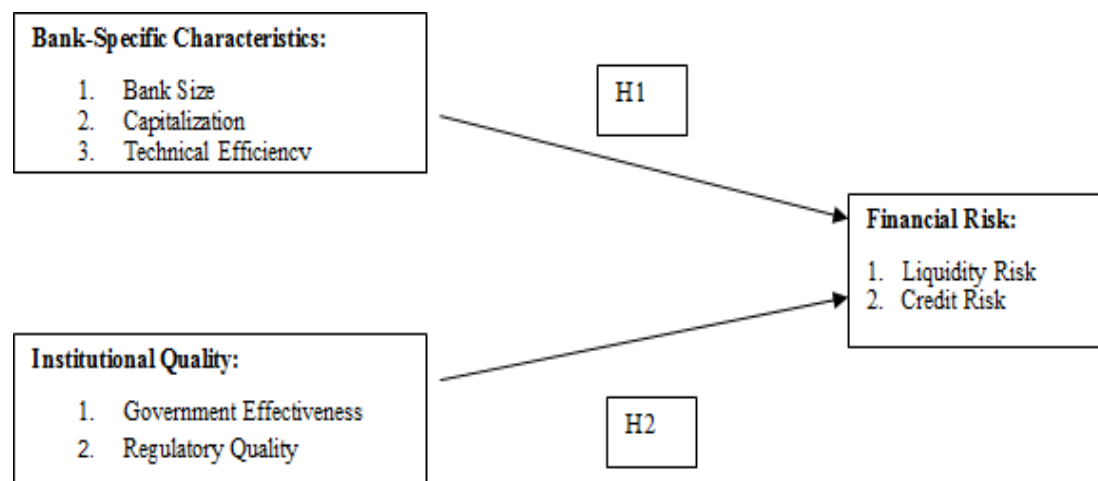 Bank-Specific Characteristics:
1. Bank Size
2. Capitalization
3. Technical Efficiency
H1
Financial Risk:
1. Liquidity Risk
2. Credit Risk
Institutional Quality:
1. Government Effectiveness
2. Regulatory Quality
H2